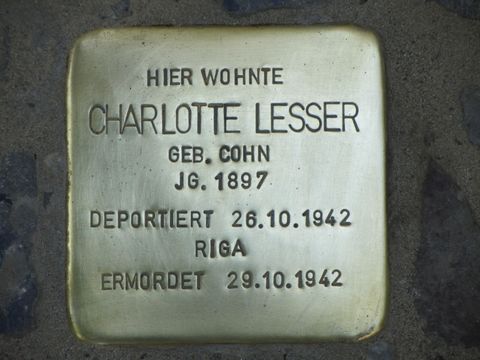 HIER WOHNTE
CHARLOTTE LESSER
GEB. COHN
JG. 1897
DEPORTIERT 26.10.1942
RIGA
ERMORDET 29.10.1942